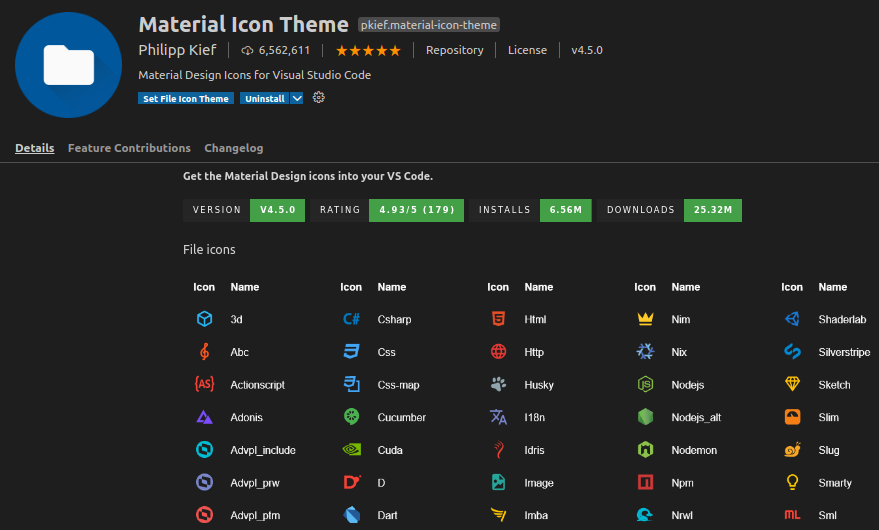 Material Icon Theme pkief.material-icon-theme
Philipp Kief 6,562,611 ★★★★★ Repository License v4.5.0
Material Design Icons for Visual Studio Code
Set File Icon Theme Uninstall
Details Feature Contributions Changelog
Get the Material Design icons into your VS Code.
VERSION V4.5.0 RATING 4.93/5 (179) INSTALLS 6.56M DOWNLOADS 25.32M
File icons
Icon Name Icon Name Icon Name Icon Name Icon Name
3d C# Csharp Html Nim Shaderlab
Abc Css Http Nix Silverstripe
{AS} Actionscript Css-map Husky Nodejs Sketch
Adonis Cucumber I18n Nodejs_alt Slim
Advpl_include Cuda Idris Nodemon Slug
Advpl_prw D D Image Npm Smarty
Advpl_ptm Dart Imba Nrwl ML Sml